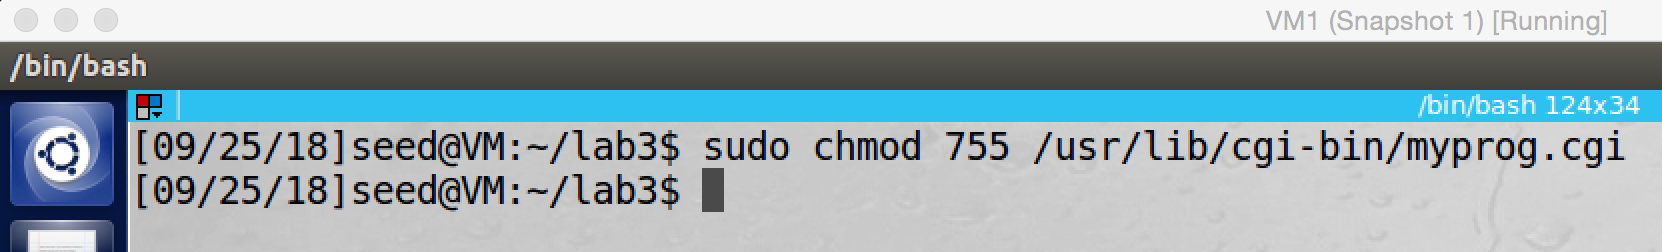 VM1 (Snapshot 1) [Running]
/bin/bash
/bin/bash 124x34
[09/25/18]seed@VM:~/lab3$ sudo chmod 755 /usr/lib/cgi-bin/myprog.cgi
[09/25/18]seed@VM:~/lab3$